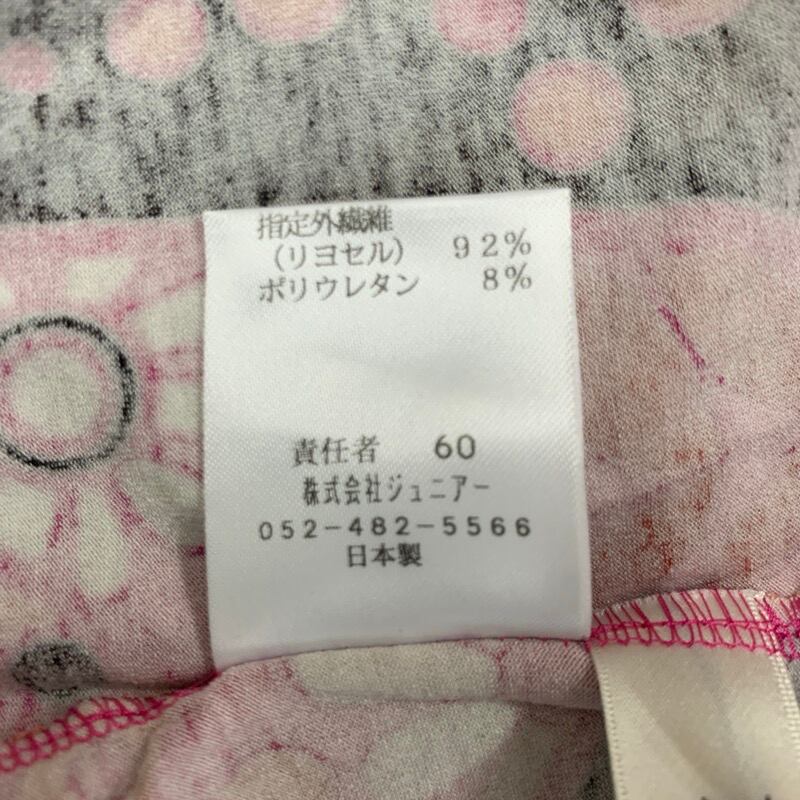 指定外繊維
（リヨセル） 92%
ポリウレタン 8%
責任者 60
株式会社ジュニアー
052-482-5566
日本製